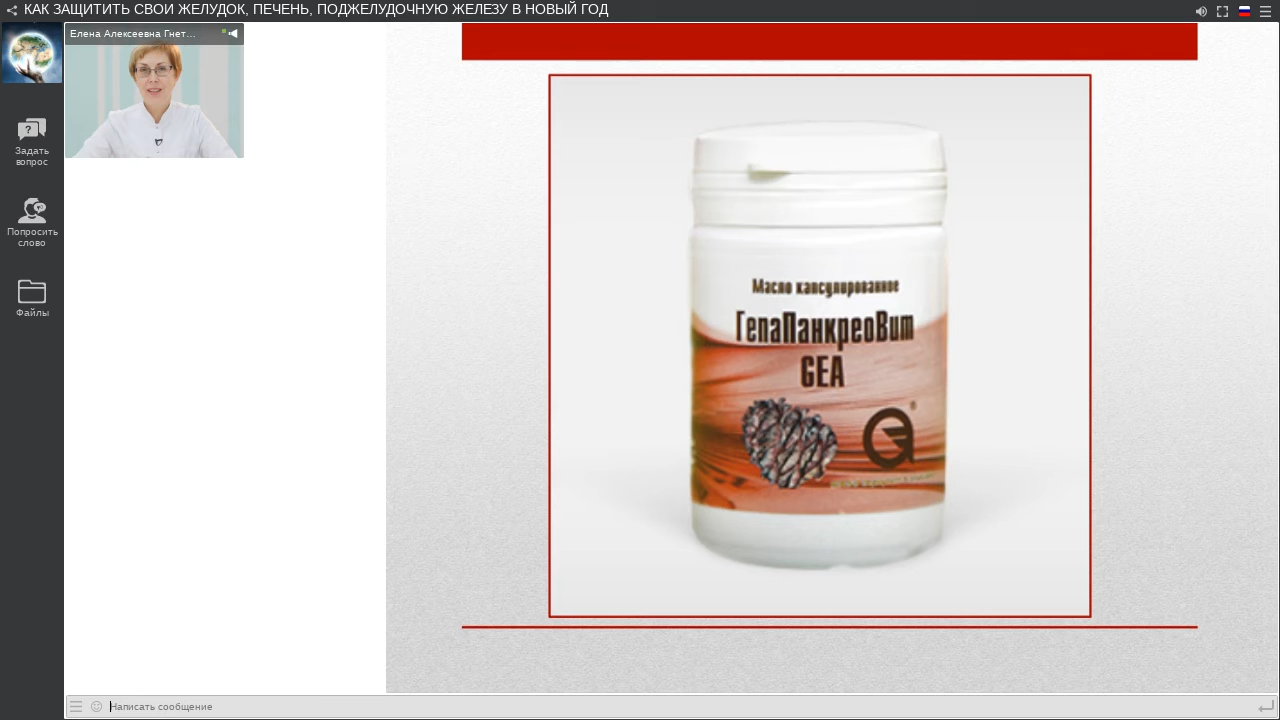 КАК ЗАЩИТИТЬ СВОЙ ЖЕЛУДОК, ПЕЧЕНЬ, ПОДЖЕЛУДОЧНУЮ ЖЕЛЕЗУ В НОВЫЙ ГОД
Елена Алексеевна Гнет...
Задать
вопрос
Попросить
слово
Файлы
Масло капсулированное
ГепаПанкреоВит
GEA
®
Написать сообщение